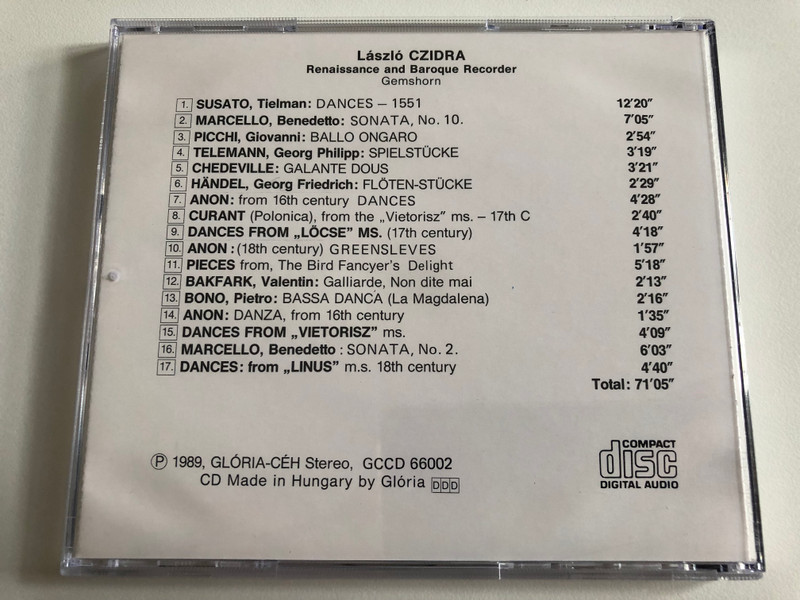 László CZIDRA
Renaissance and Baroque Recorder
Gemshorn
1. SUSATO, Tielman: DANCES – 1551 12′20″
2. MARCELLO, Benedetto: SONATA, No. 10. 7′05″
3. PICCHI, Giovanni: BALLO ONGARO 2′54″
4. TELEMANN, Georg Philipp: SPIELSTÜCKE 3′19″
5. CHEDEVILLE: GALANTE DOUS 3′21″
6. HÄNDEL, Georg Friedrich: FLÖTEN-STÜCKE 2′29″
7. ANON: from 16th century DANCES 4′28″
8. CURANT (Polonica), from the „Vietorisz” ms. – 17th C 2′40″
9. DANCES FROM „LÖCSE” MS. (17th century) 4′18″
10. ANON: (18th century) GREENSLEVES 1′57″
11. PIECES from, The Bird Fancyer's Delight 5′18″
12. BAKFARK, Valentin: Galliarde, Non dite mai 2′13″
13. BONO, Pietro: BASSA DANCA (La Magdalena) 2′16″
14. ANON: DANZA, from 16th century 1′35″
15. DANCES FROM „VIETORISZ” ms. 4′09″
16. MARCELLO, Benedetto: SONATA, No. 2. 6′03″
17. DANCES: from „LINUS” m.s. 18th century 4′40″
Total: 71′05″
Ⓟ 1989, GLÓRIA-CÉH Stereo, GCCD 66002
CD Made in Hungary by Glória DDD
COMPACT
disc
DIGITAL AUDIO